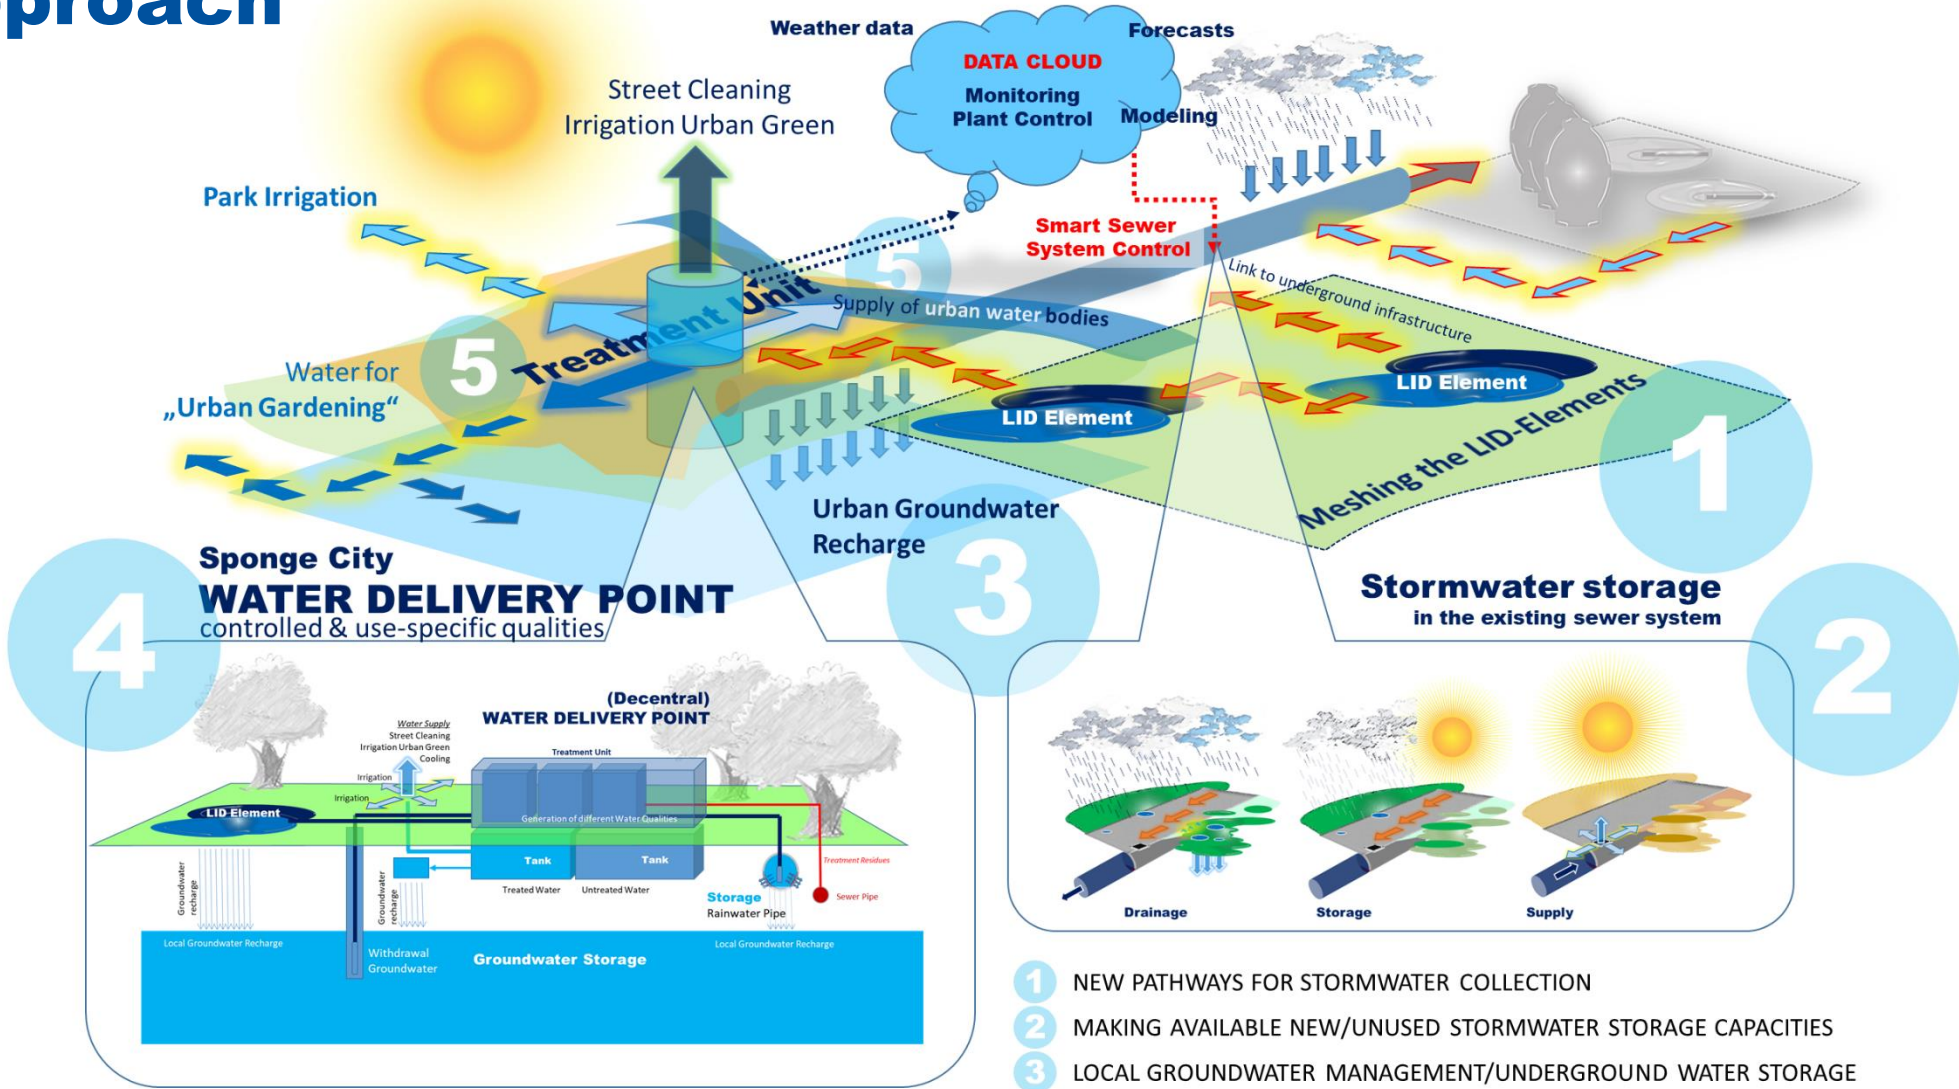 proach
Weather data
Forecasts
DATA CLOUD
Monitoring
Plant Control
Modeling
Street Cleaning
Irrigation Urban Green
Park Irrigation
Smart Sewer
System Control
5
Link to underground infrastructure
Treatment Unit
Supply of urban water bodies
5
Water for
„Urban Gardening“
LID Element
LID Element
Meshing the LID-Elements
1
Urban Groundwater
Recharge
3
Sponge City
WATER DELIVERY POINT
controlled & use-specific qualities
4
Stormwater storage
in the existing sewer system
2
(Decentral)
WATER DELIVERY POINT
Water Supply
Street Cleaning
Irrigation Urban Green
Cooling
Treatment Unit
Irrigation
Irrigation
LID Element
Generation of different Water Qualities
Tank
Tank
Treatment Residues
Treated Water
Untreated Water
Storage
Rainwater Pipe
Sewer Pipe
Groundwater
recharge
Groundwater
recharge
Local Groundwater Recharge
Local Groundwater Recharge
Withdrawal
Groundwater
Groundwater Storage
Drainage
Storage
Supply
1 NEW PATHWAYS FOR STORMWATER COLLECTION
2 MAKING AVAILABLE NEW/UNUSED STORMWATER STORAGE CAPACITIES
3 LOCAL GROUNDWATER MANAGEMENT/UNDERGROUND WATER STORAGE